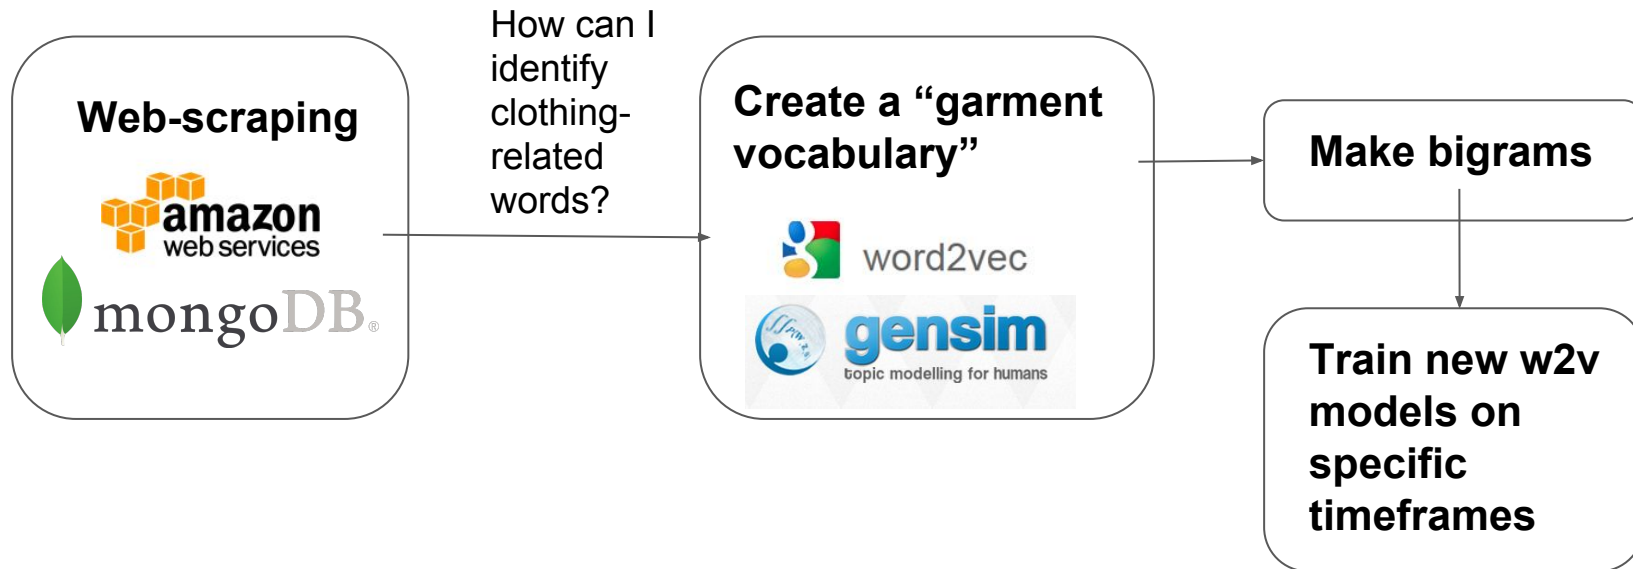 Web-scraping
amazon
web services
mongoDB®
How can I
identify
clothing-
related
words?
Create a “garment
vocabulary”
word2vec
gensim
topic modelling for humans
Make bigrams
Train new w2v
models on
specific
timeframes